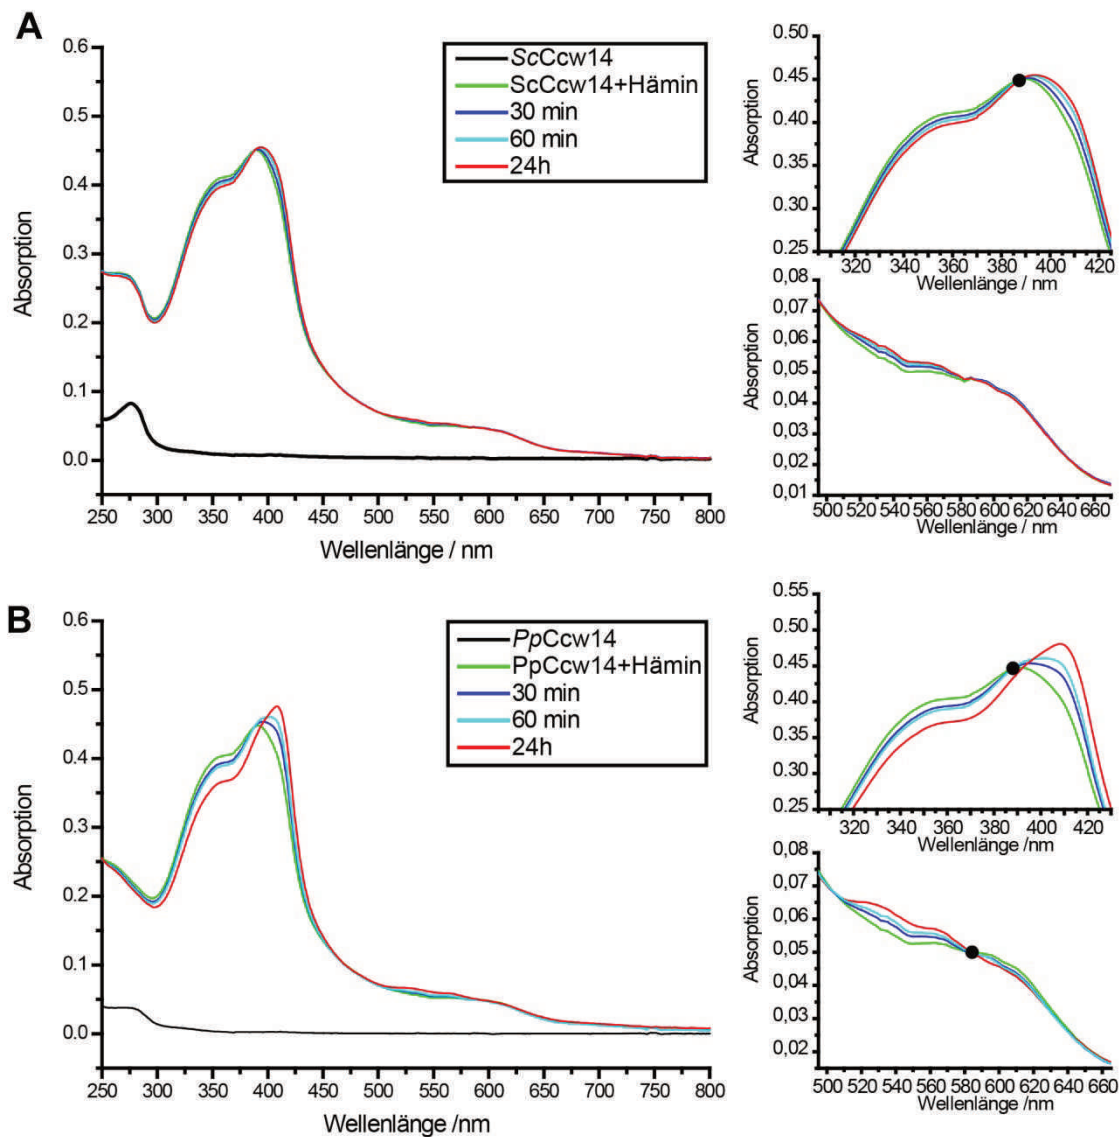 A
0.6
0.5
0.4
0.3
0.2
0.1
0.0
Absorption
250 300 350 400 450 500 550 600 650 700 750 800
Wellenlänge / nm
ScCcw14
ScCcw14+Hämin
30 min
60 min
24h
0.50
0.45
0.40
0.35
0.30
0.25
Absorption
320 340 360 380 400 420
Wellenlänge / nm
0,08
0,07
0,06
0,05
0,04
0,03
0,02
0,01
Absorption
500 520 540 560 580 600 620 640 660
Wellenlänge / nm
B
0.6
0.5
0.4
0.3
0.2
0.1
0.0
Absorption
250 300 350 400 450 500 550 600 650 700 750 800
Wellenlänge /nm
PpCcw14
PpCcw14+Hämin
30 min
60 min
24h
0.55
0.50
0.45
0.40
0.35
0.30
0.25
Absorption
320 340 360 380 400 420
Wellenlänge /nm
0,08
0,07
0,06
0,05
0,04
0,03
0,02
Absorption
500 520 540 560 580 600 620 640 660
Wellenlänge /nm